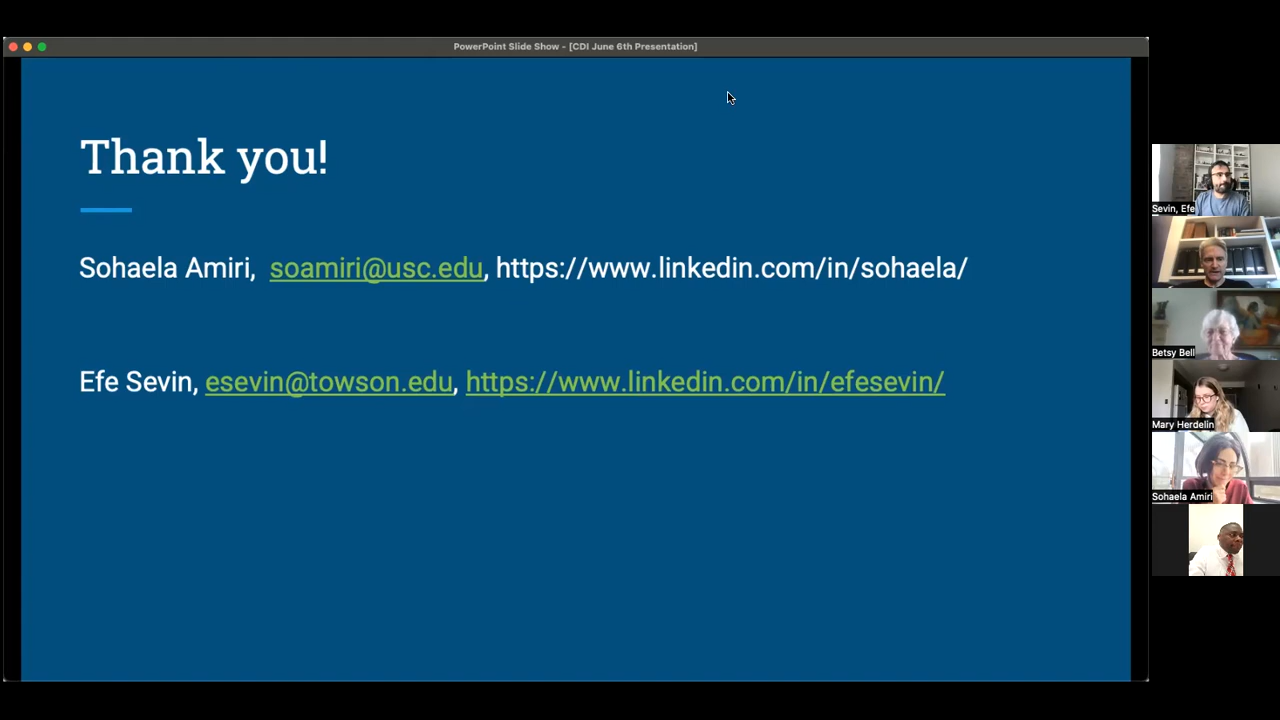 PowerPoint Slide Show - [CDI June 6th Presentation]
Thank you!
Sohaela Amiri, soamiri@usc.edu, https://www.linkedin.com/in/sohaela/
Efe Sevin, esevin@towson.edu, https://www.linkedin.com/in/efesevin/
Sevin, Efe
Betsy Bell
Mary Herdelin
Sohaela Amiri